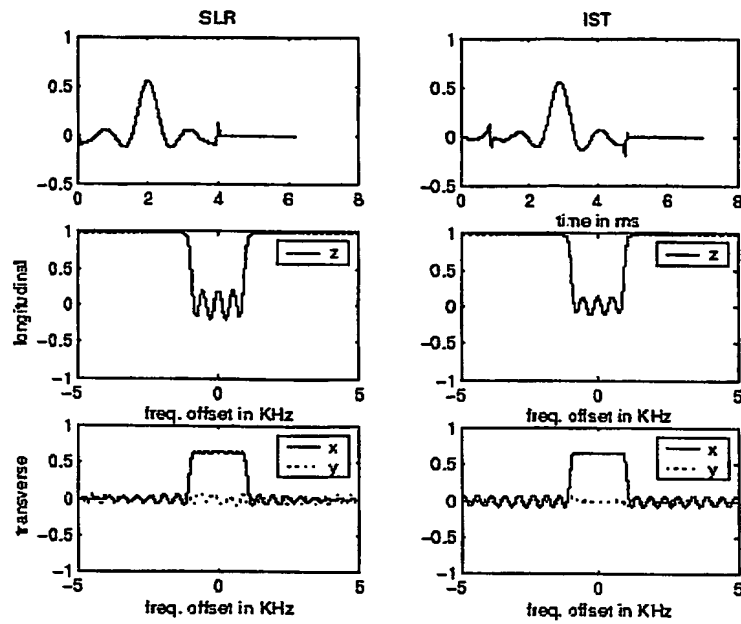 SLR
IST
1
0.5
0
-0.5
0 2 4 6 8
1
0.5
0
-0.5
0 2 4 6 8
time in ms
longitudinal
1
0.5
0
-0.5
-1
z
-5 0 5
freq. offset in KHz
1
0.5
0
-0.5
-1
z
-5 0 5
freq. offset in KHz
transverse
1
0.5
0
-0.5
-1
x
y
-5 0 5
freq. offset in KHz
1
0.5
0
-0.5
-1
x
y
-5 0 5
freq. offset in KHz